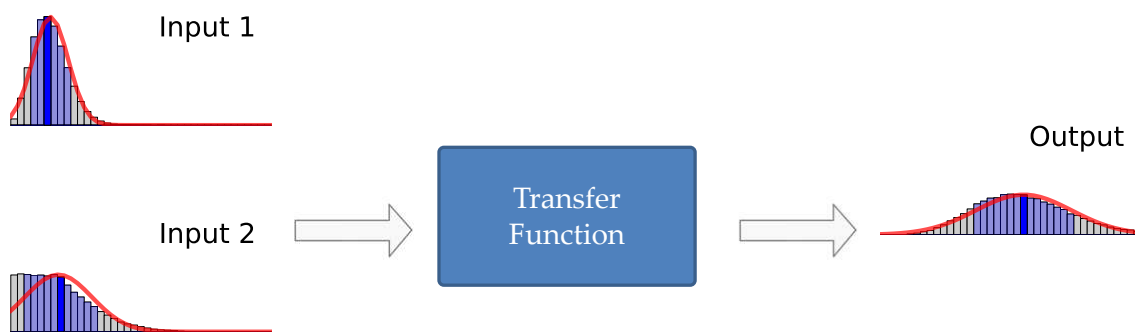 Input 1
Input 2
Transfer
Function
Output